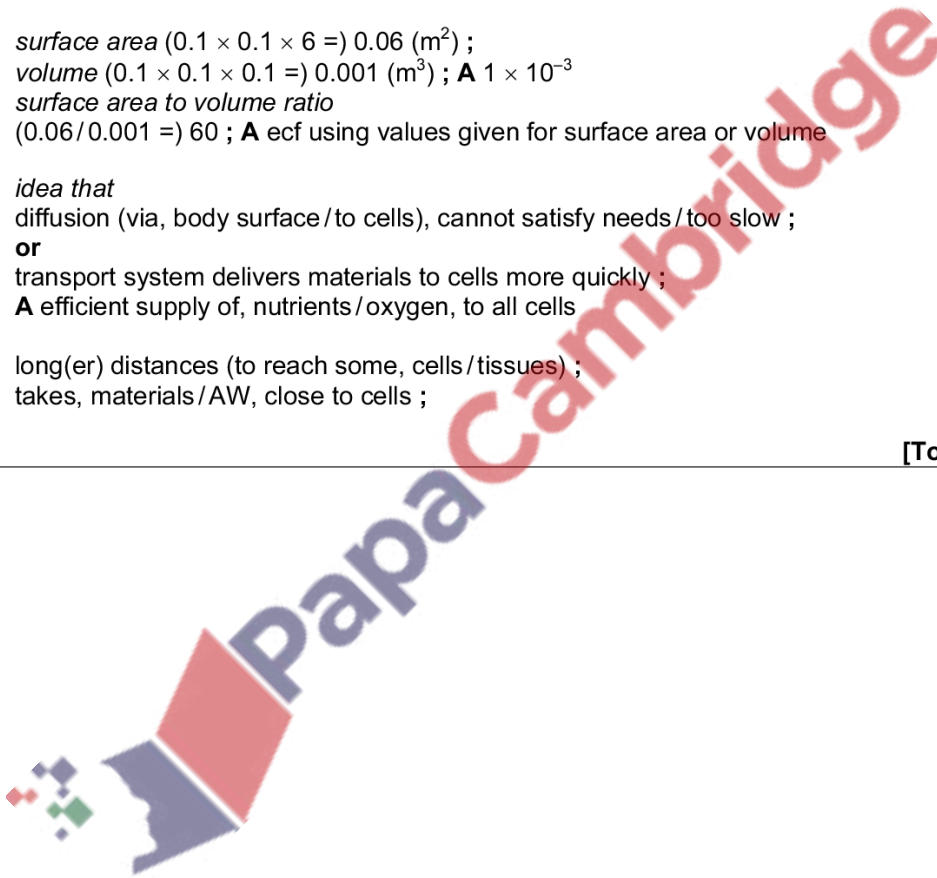 surface area (0.1 × 0.1 × 6 =) 0.06 (m²) ;
volume (0.1 × 0.1 × 0.1 =) 0.001 (m³) ; A 1 × 10⁻³
surface area to volume ratio
(0.06/0.001 =) 60 ; A ecf using values given for surface area or volume
idea that
diffusion (via, body surface/to cells), cannot satisfy needs/too slow ;
or
transport system delivers materials to cells more quickly ;
A efficient supply of, nutrients/oxygen, to all cells
long(er) distances (to reach some, cells/tissues) ;
takes, materials/AW, close to cells ;
PapaCambridge